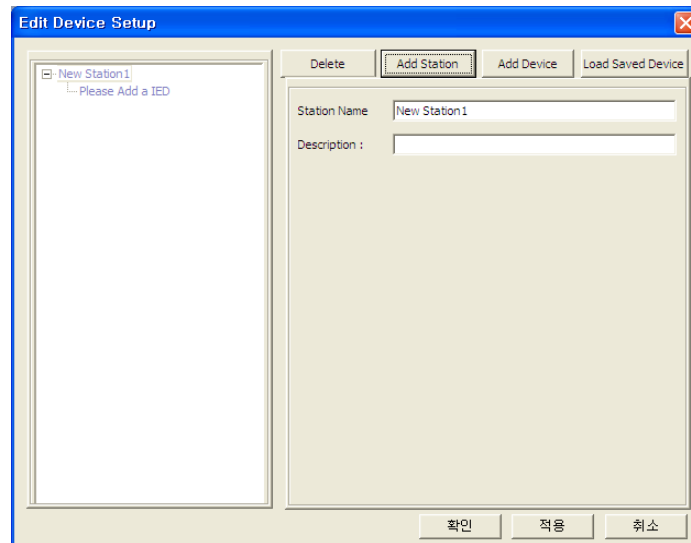 Edit Device Setup
New Station1
Please Add a IED
Delete
Add Station
Add Device
Load Saved Device
Station Name
New Station1
Description :
확인
적용
취소